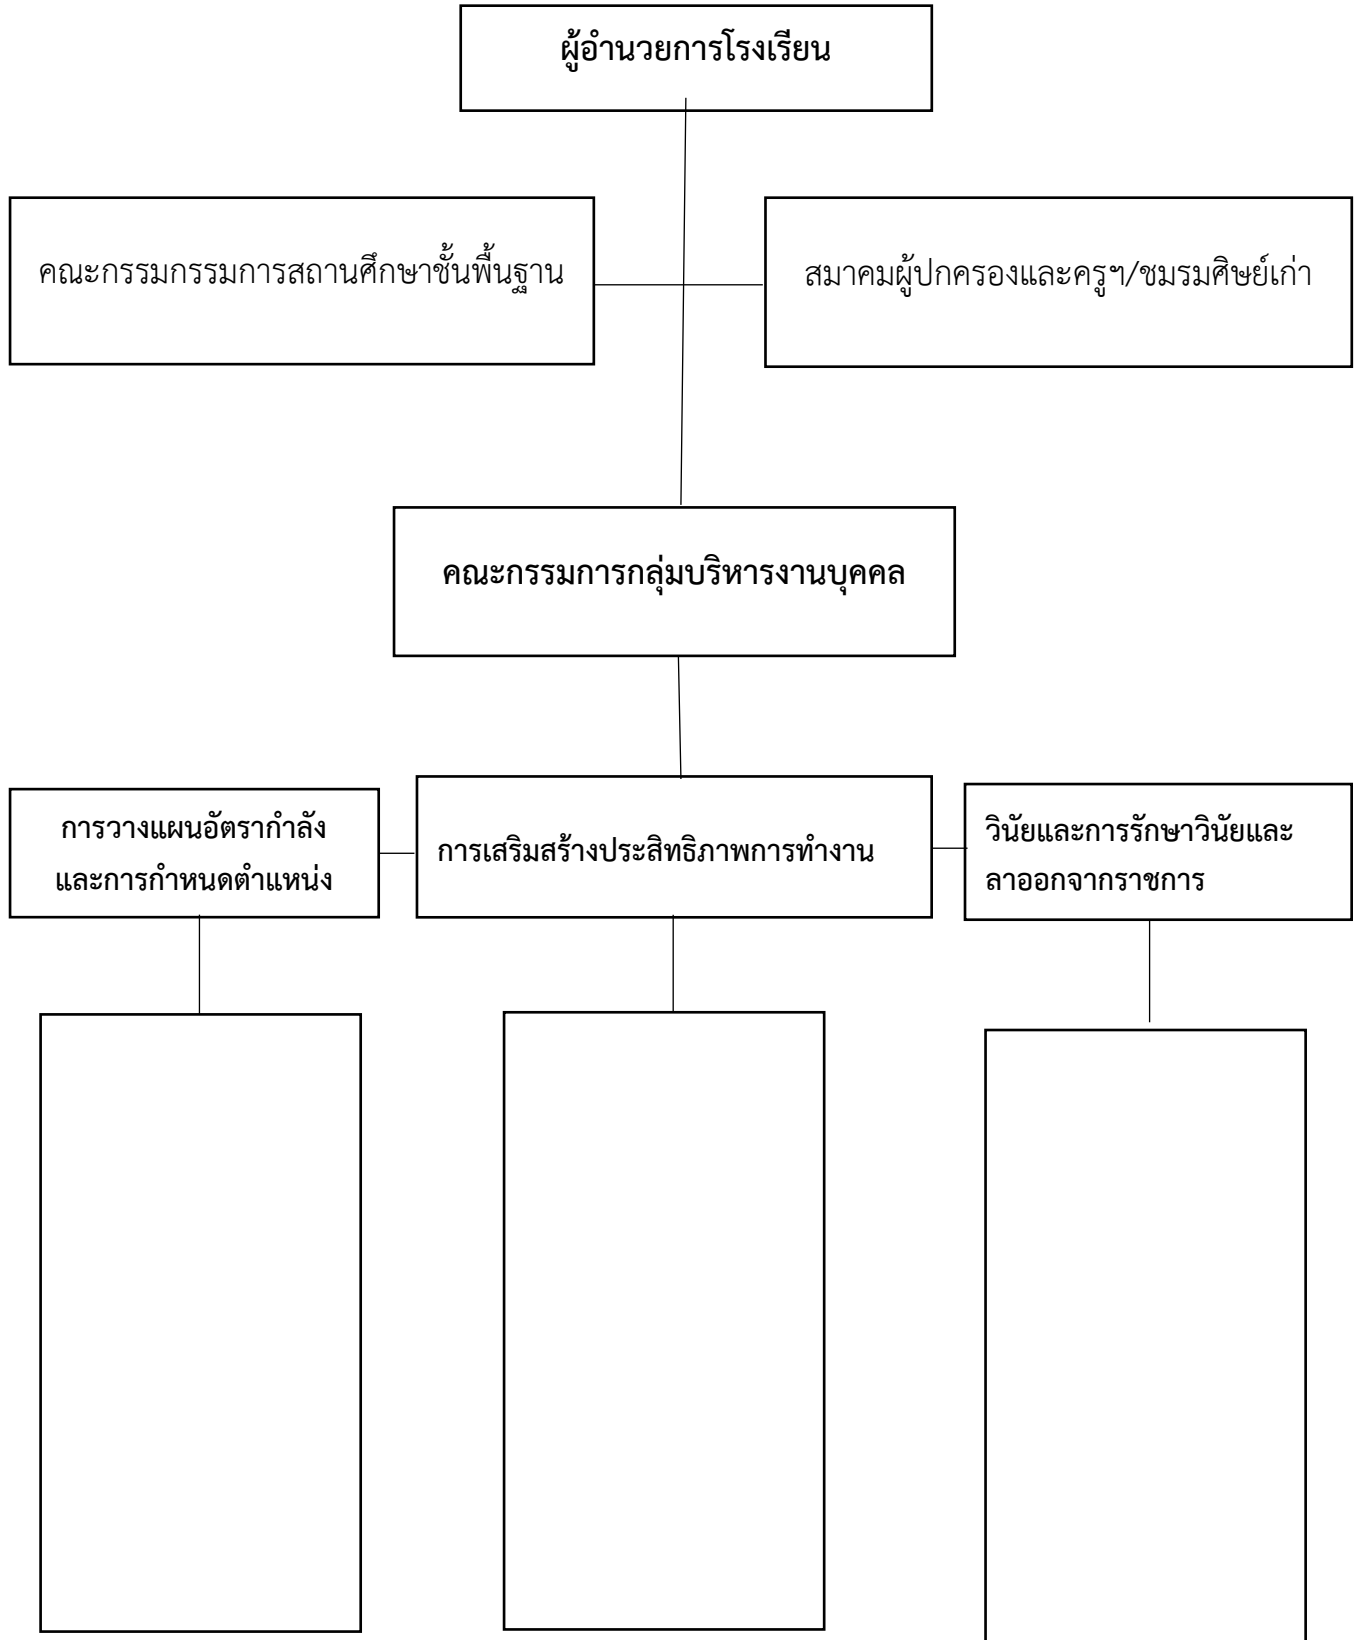 ผู้อำนวยการโรงเรียน
คณะกรรมกรรมการสถานศึกษาชั้นพื้นฐาน
สมาคมผู้ปกครองและครูฯ/ชมรมศิษย์เก่า
คณะกรรมการกลุ่มบริหารงานบุคคล
การวางแผนอัตรากำลัง
และการกำหนดตำแหน่ง
การเสริมสร้างประสิทธิภาพการทำงาน
วินัยและการรักษาวินัยและ
ลาออกจากราชการ